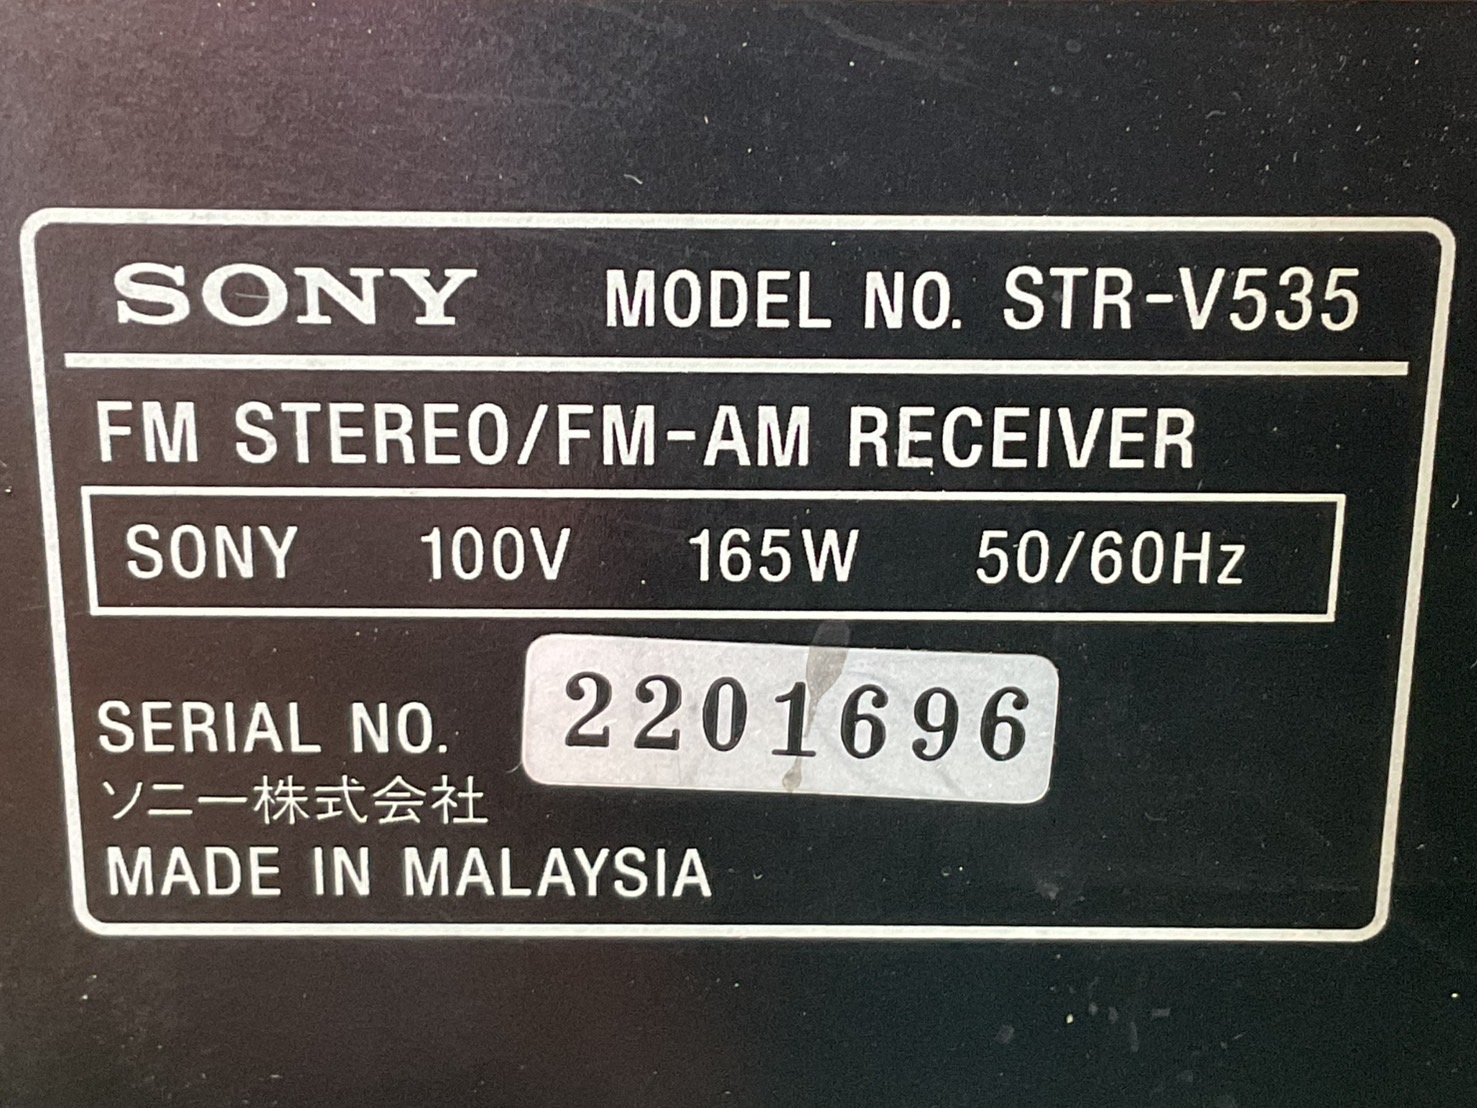 SONY MODEL NO. STR-V535
FM STEREO/FM-AM RECEIVER
SONY 100V 165W 50/60Hz
SERIAL NO. 2201696
ソニー株式会社
MADE IN MALAYSIA